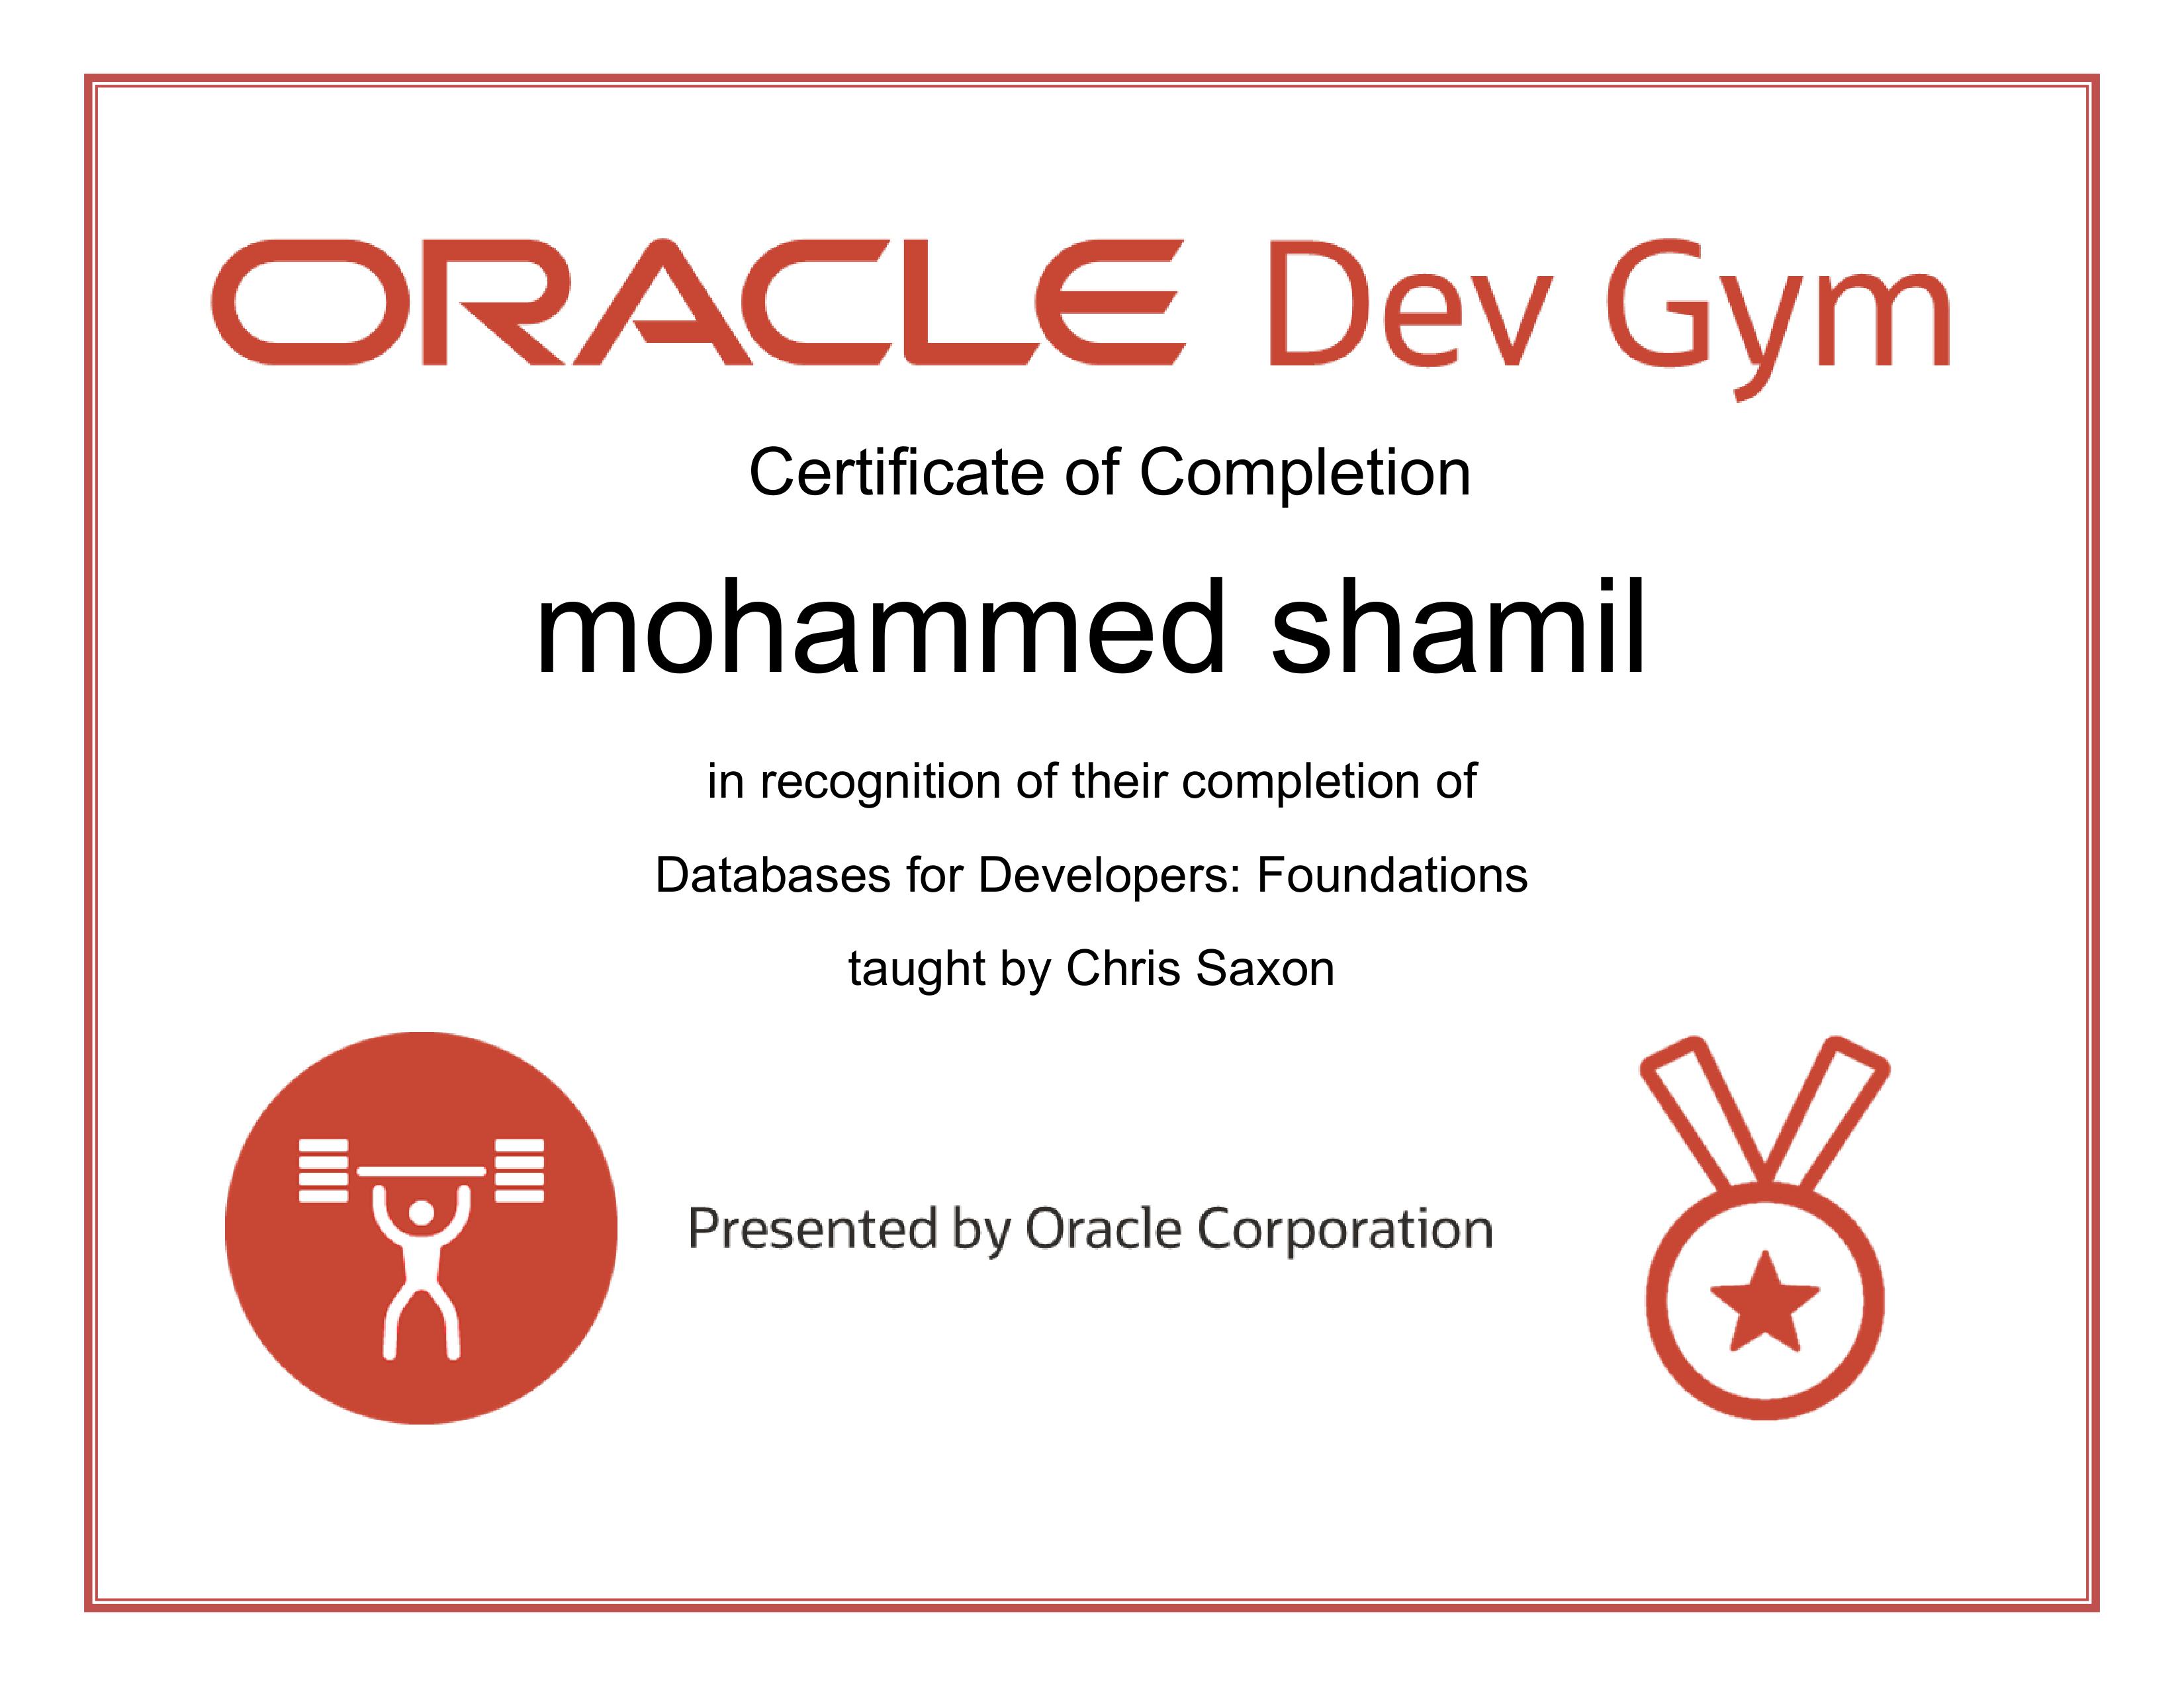 ORACLE Dev Gym
Certificate of Completion
mohammed shamil
in recognition of their completion of
Databases for Developers: Foundations
taught by Chris Saxon
Presented by Oracle Corporation